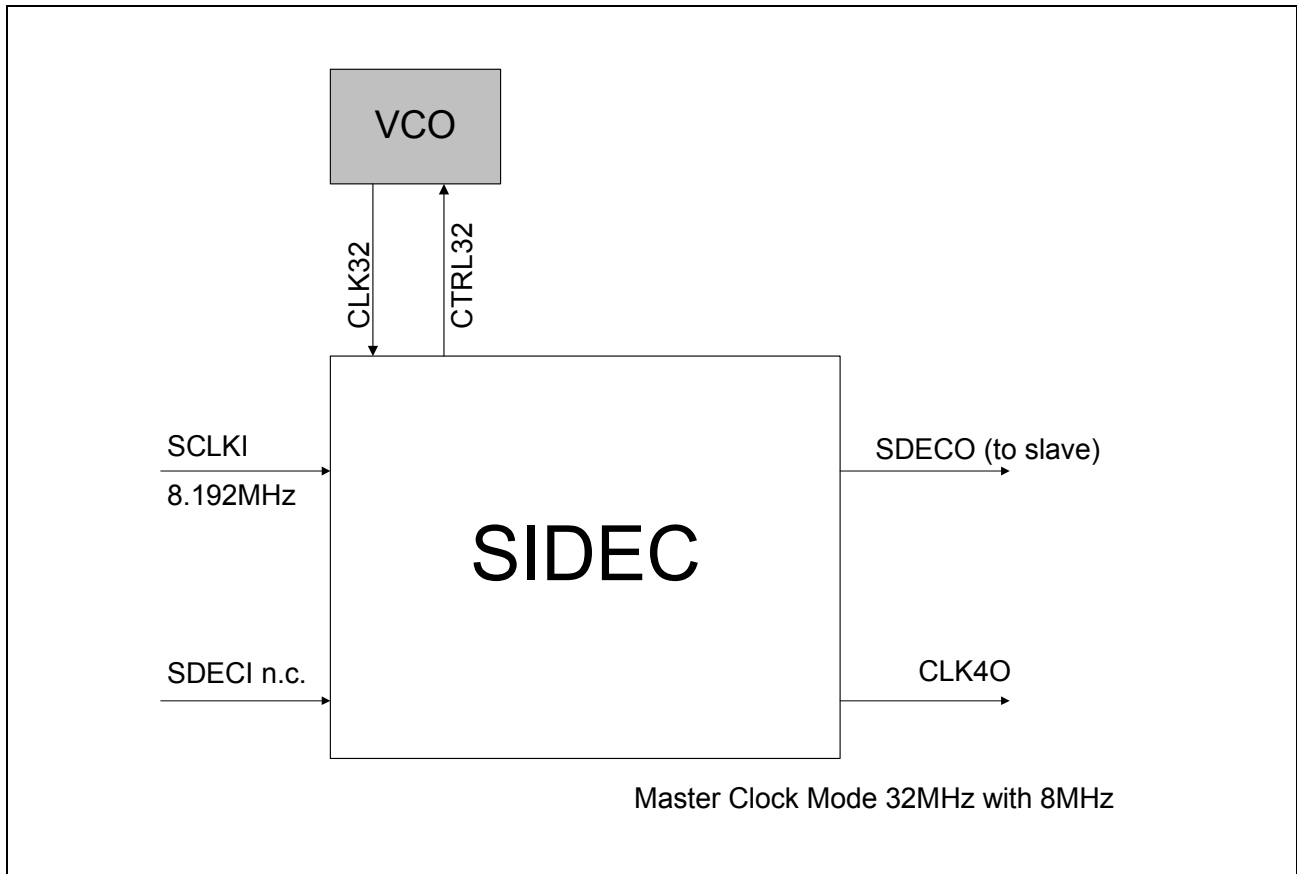 VCO
CLK32
CTRL32
SCLKI
8.192MHz
SDECO (to slave)
SIDEC
SDECI n.c.
CLK4O
Master Clock Mode 32MHz with 8MHz